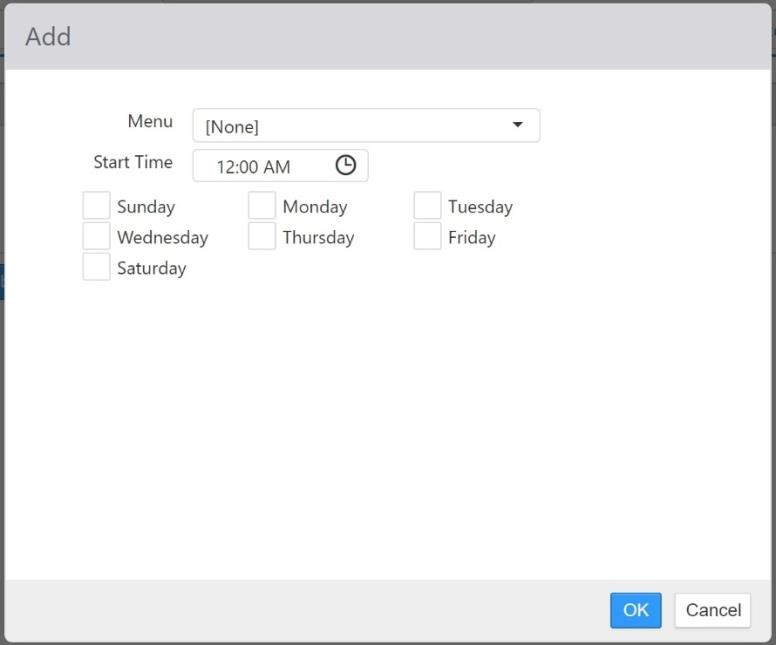 Add
Menu [None]
Start Time 12:00 AM
Sunday Monday Tuesday
Wednesday Thursday Friday
Saturday
OK Cancel